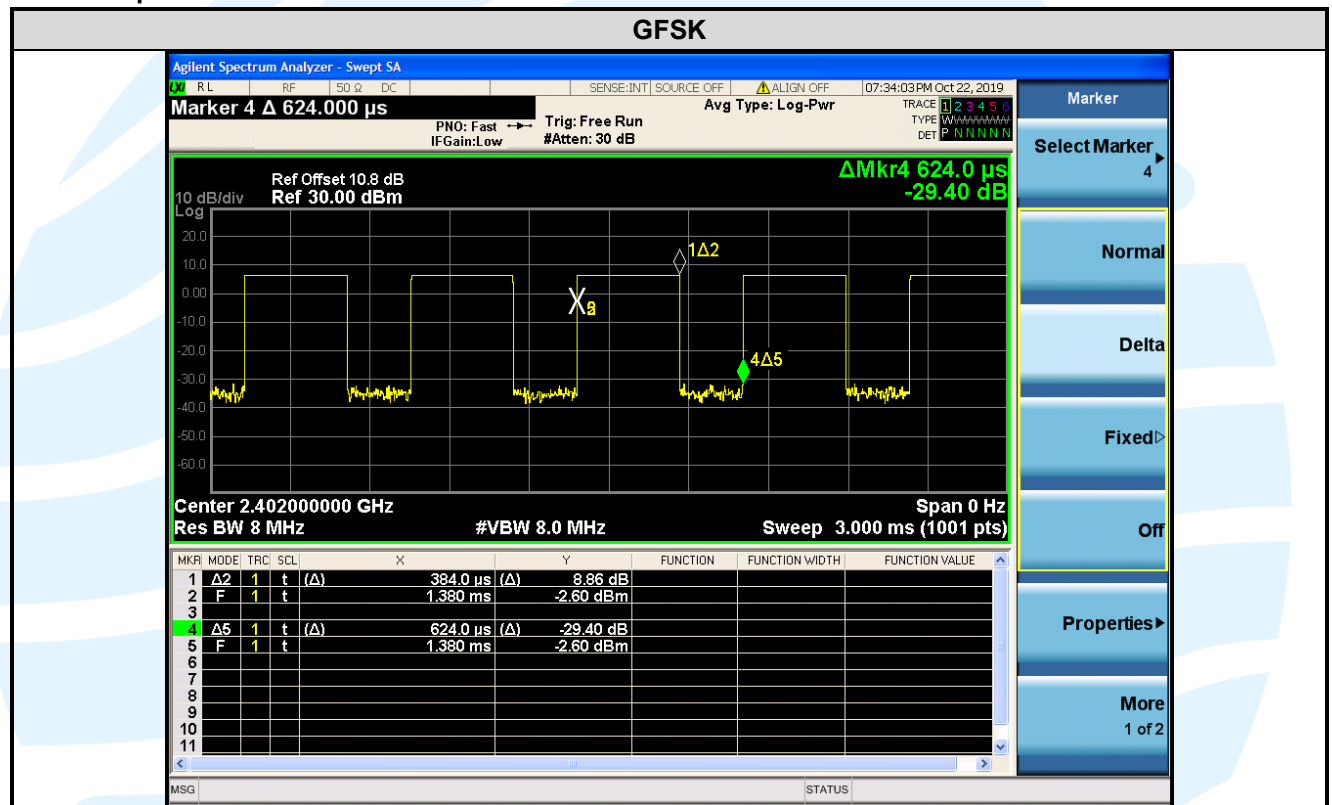 GFSK
Agilent Spectrum Analyzer - Swept SA
LXI RL RF 50 Ω DC SENSE:INT SOURCE OFF ALIGN OFF 07:34:03 PM Oct 22, 2019
Marker 4 Δ 624.000 µs
PNO: Fast
IFGain:Low
Trig: Free Run
#Atten: 30 dB
Avg Type: Log-Pwr
TRACE 1 2 3 4 5 6
TYPE WWWWWW
DET P N N N N N
ΔMkr4 624.0 µs
-29.40 dB
Ref Offset 10.8 dB
10 dB/div Ref 30.00 dBm
Log
20.0
10.0
0.00
-10.0
-20.0
-30.0
-40.0
-50.0
-60.0
1Δ2
4Δ5
Center 2.402000000 GHz Span 0 Hz
Res BW 8 MHz #VBW 8.0 MHz Sweep 3.000 ms (1001 pts)
MKR MODE TRC SCL X Y FUNCTION FUNCTION WIDTH FUNCTION VALUE
1 Δ2 1 t (Δ) 384.0 µs (Δ) 8.86 dB
2 F 1 t 1.380 ms -2.60 dBm
3
4 Δ5 1 t (Δ) 624.0 µs (Δ) -29.40 dB
5 F 1 t 1.380 ms -2.60 dBm
6
7
8
9
10
11
MSG STATUS
Marker
Select Marker
4
Normal
Delta
Fixed
Off
Properties
More
1 of 2